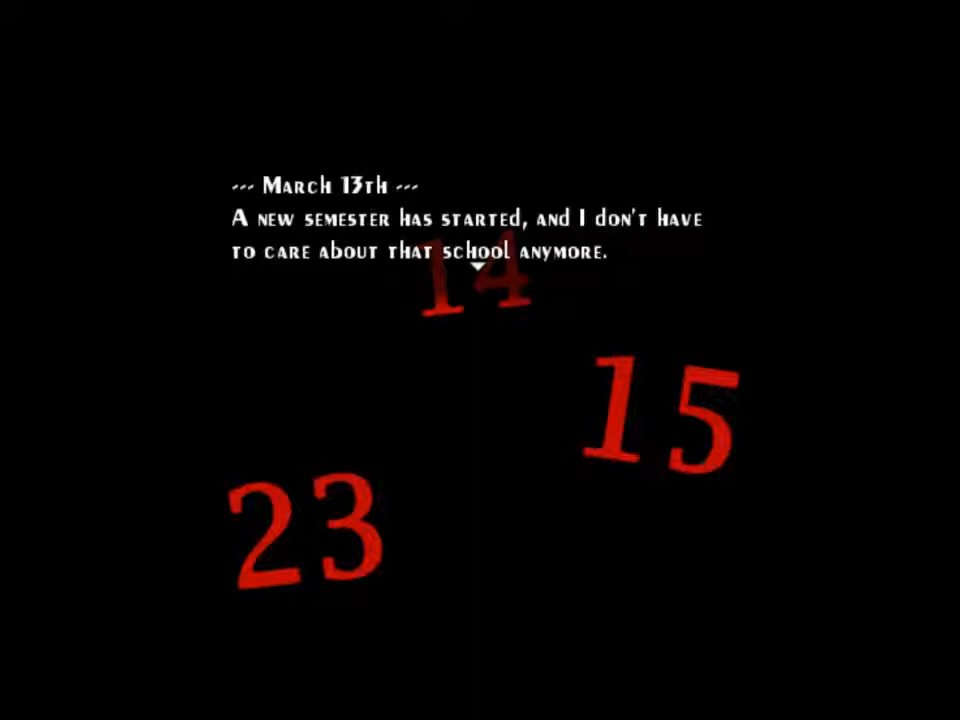 --- March 13th ---
A new semester has started, and I don't have
to care about that school anymore.
14
15
23